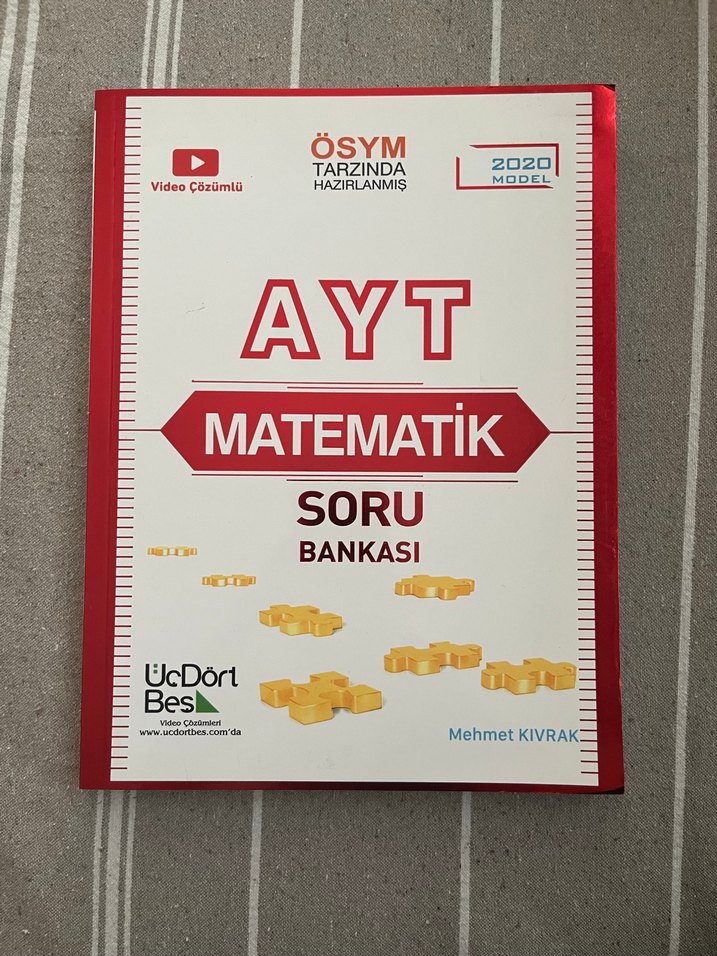 Video Çözümlü
ÖSYM
TARZINDA
HAZIRLANMIŞ
2020
MODEL
AYT
MATEMATİK
SORU
BANKASI
ÜçDört
Beş
Video Çözümleri
www.ucdortbes.com'da
Mehmet KIVRAK